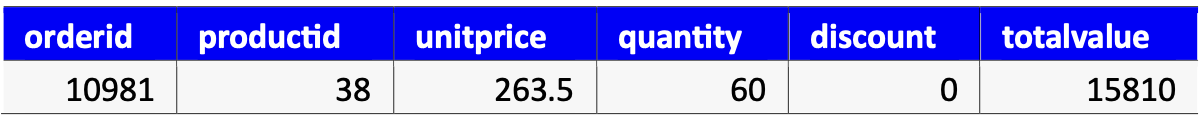 orderid productid unitprice quantity discount totalvalue
10981 38 263.5 60 0 15810